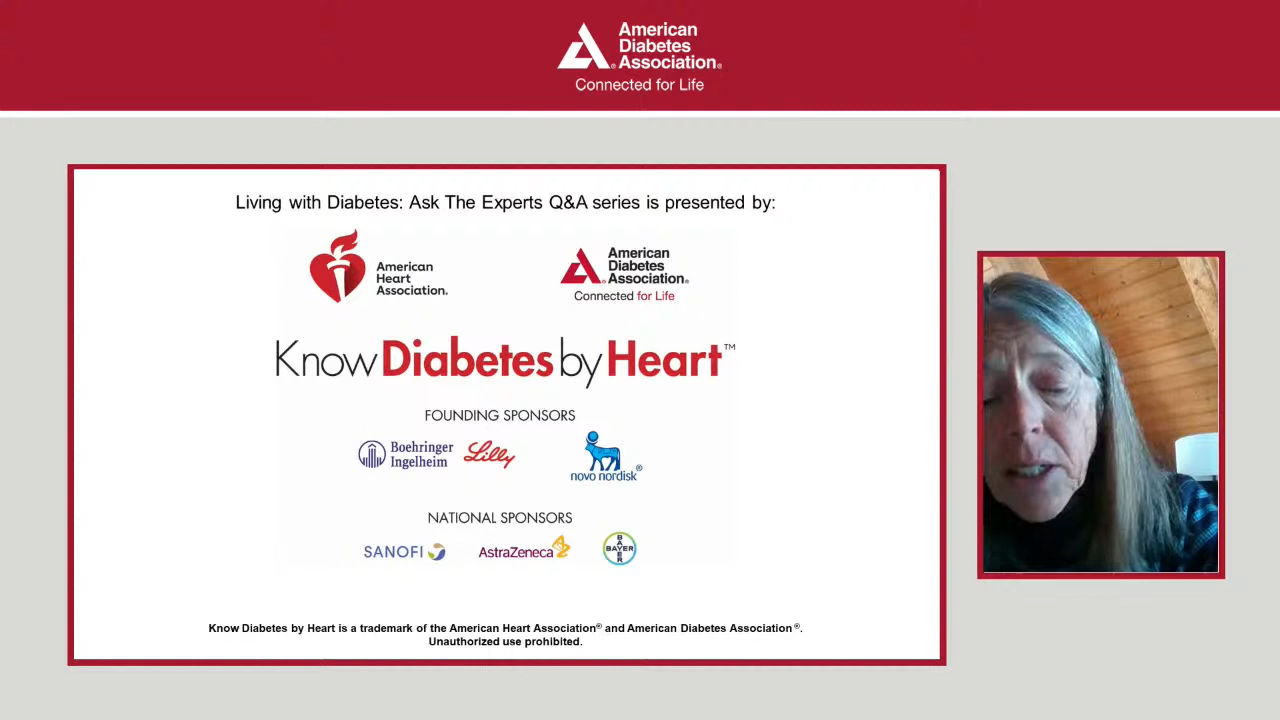 American
Diabetes
Association®
Connected for Life
Living with Diabetes: Ask The Experts Q&A series is presented by:
American
Heart
Association.
American
Diabetes
Association®
Connected for Life
Know Diabetes by Heart™
FOUNDING SPONSORS
Boehringer
Ingelheim
Lilly
novo nordisk®
NATIONAL SPONSORS
SANOFI
AstraZeneca
BAYER
BAYER
Know Diabetes by Heart is a trademark of the American Heart Association® and American Diabetes Association®.
Unauthorized use prohibited.